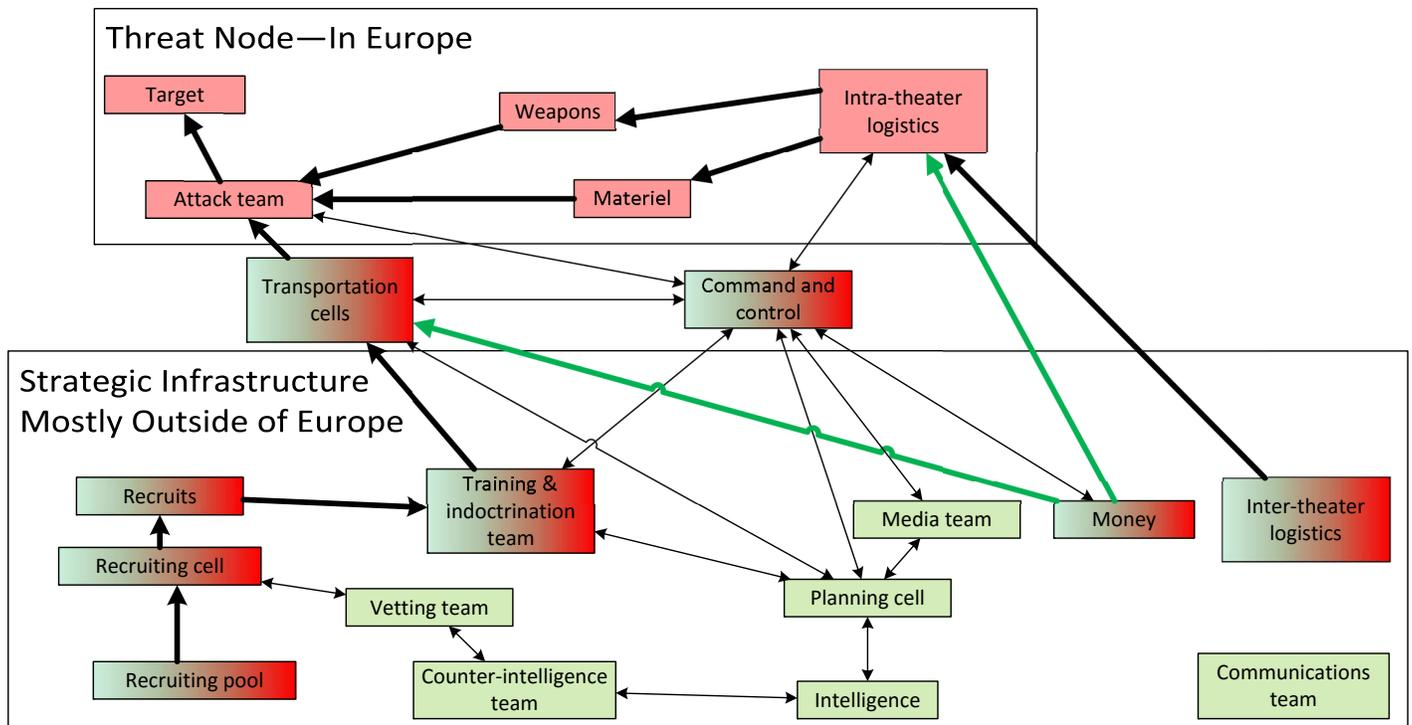 Threat Node—In Europe
Target
Weapons
Intra-theater
logistics
Attack team
Materiel
Transportation
cells
Command and
control
Strategic Infrastructure
Mostly Outside of Europe
Recruits
Training &
indoctrination
team
Media team
Money
Inter-theater
logistics
Recruiting cell
Vetting team
Planning cell
Recruiting pool
Counter-intelligence
team
Intelligence
Communications
team